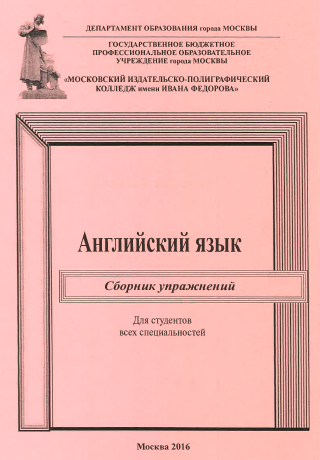 ДЕПАРТАМЕНТ ОБРАЗОВАНИЯ города МОСКВЫ
ГОСУДАРСТВЕННОЕ БЮДЖЕТНОЕ
ПРОФЕССИОНАЛЬНОЕ ОБРАЗОВАТЕЛЬНОЕ
УЧРЕЖДЕНИЕ города МОСКВЫ
«МОСКОВСКИЙ ИЗДАТЕЛЬСКО-ПОЛИГРАФИЧЕСКИЙ
КОЛЛЕДЖ имени ИВАНА ФЕДОРОВА»
Английский язык
Сборник упражнений
Для студентов
всех специальностей
Москва 2016